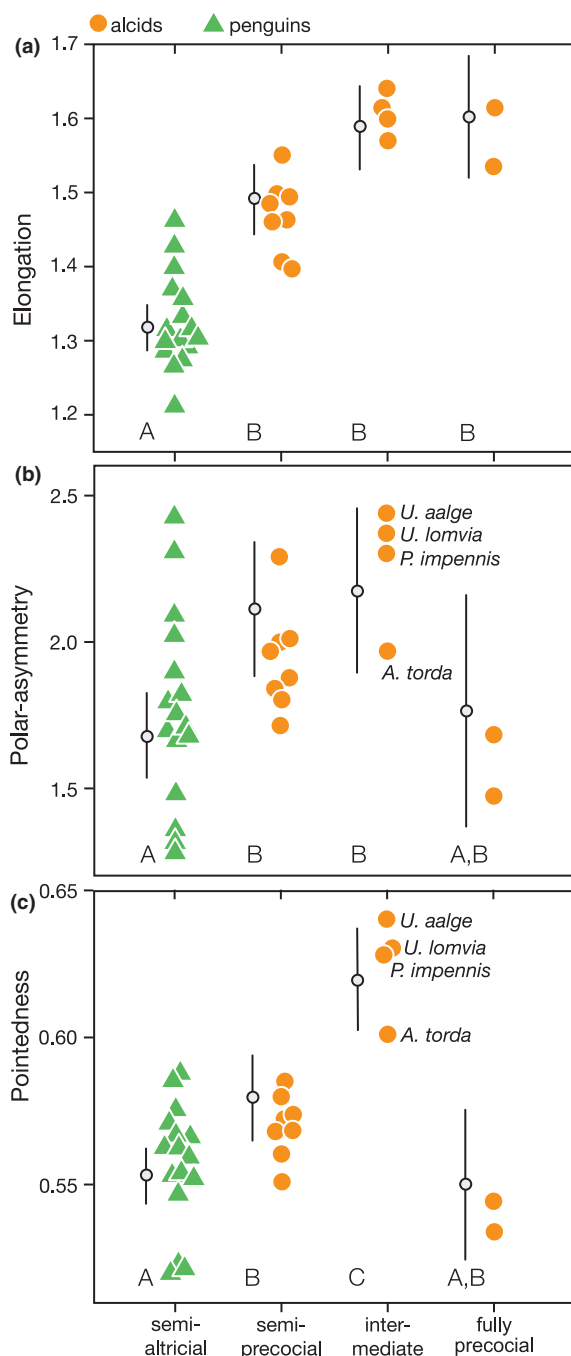 alcids penguins
(a)
1.7
1.6
1.5
1.4
1.3
1.2
Elongation
A B B B
(b)
2.5
2.0
1.5
Polar-asymmetry
U. aalge
U. lomvia
P. impennis
A. torda
A B B A,B
(c)
0.65
0.60
0.55
Pointedness
U. aalge
U. lomvia
P. impennis
A. torda
A B C A,B
semi- semi- inter- fully
altricial precocial mediate precocial